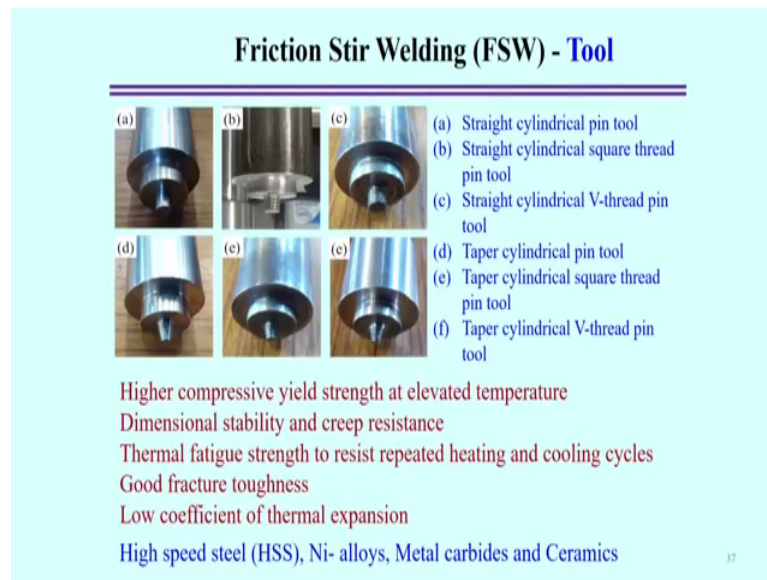 Friction Stir Welding (FSW) - Tool
(a)
(b)
(c)
(d)
(e)
(e)
(a) Straight cylindrical pin tool
(b) Straight cylindrical square thread
pin tool
(c) Straight cylindrical V-thread pin
tool
(d) Taper cylindrical pin tool
(e) Taper cylindrical square thread
pin tool
(f) Taper cylindrical V-thread pin
tool
Higher compressive yield strength at elevated temperature
Dimensional stability and creep resistance
Thermal fatigue strength to resist repeated heating and cooling cycles
Good fracture toughness
Low coefficient of thermal expansion
High speed steel (HSS), Ni- alloys, Metal carbides and Ceramics
37